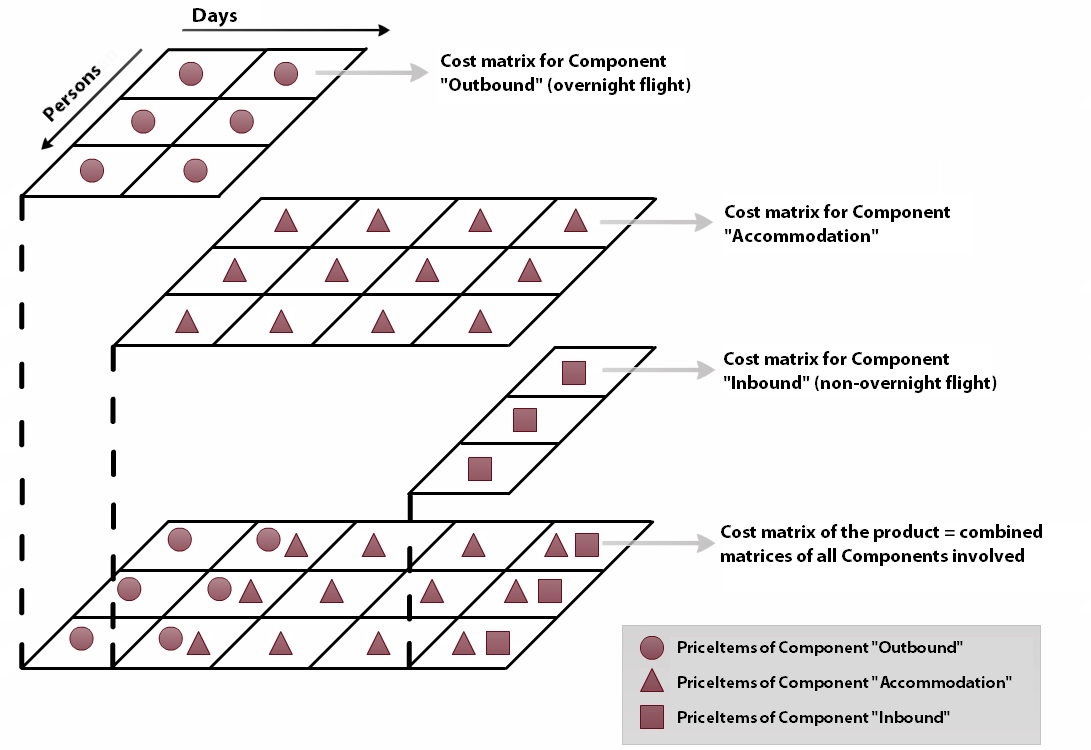 Days
Persons
Cost matrix for Component
"Outbound" (overnight flight)
Cost matrix for Component
"Accommodation"
Cost matrix for Component
"Inbound" (non-overnight flight)
Cost matrix of the product = combined
matrices of all Components involved
PriceItems of Component "Outbound"
PriceItems of Component "Accommodation"
PriceItems of Component "Inbound"